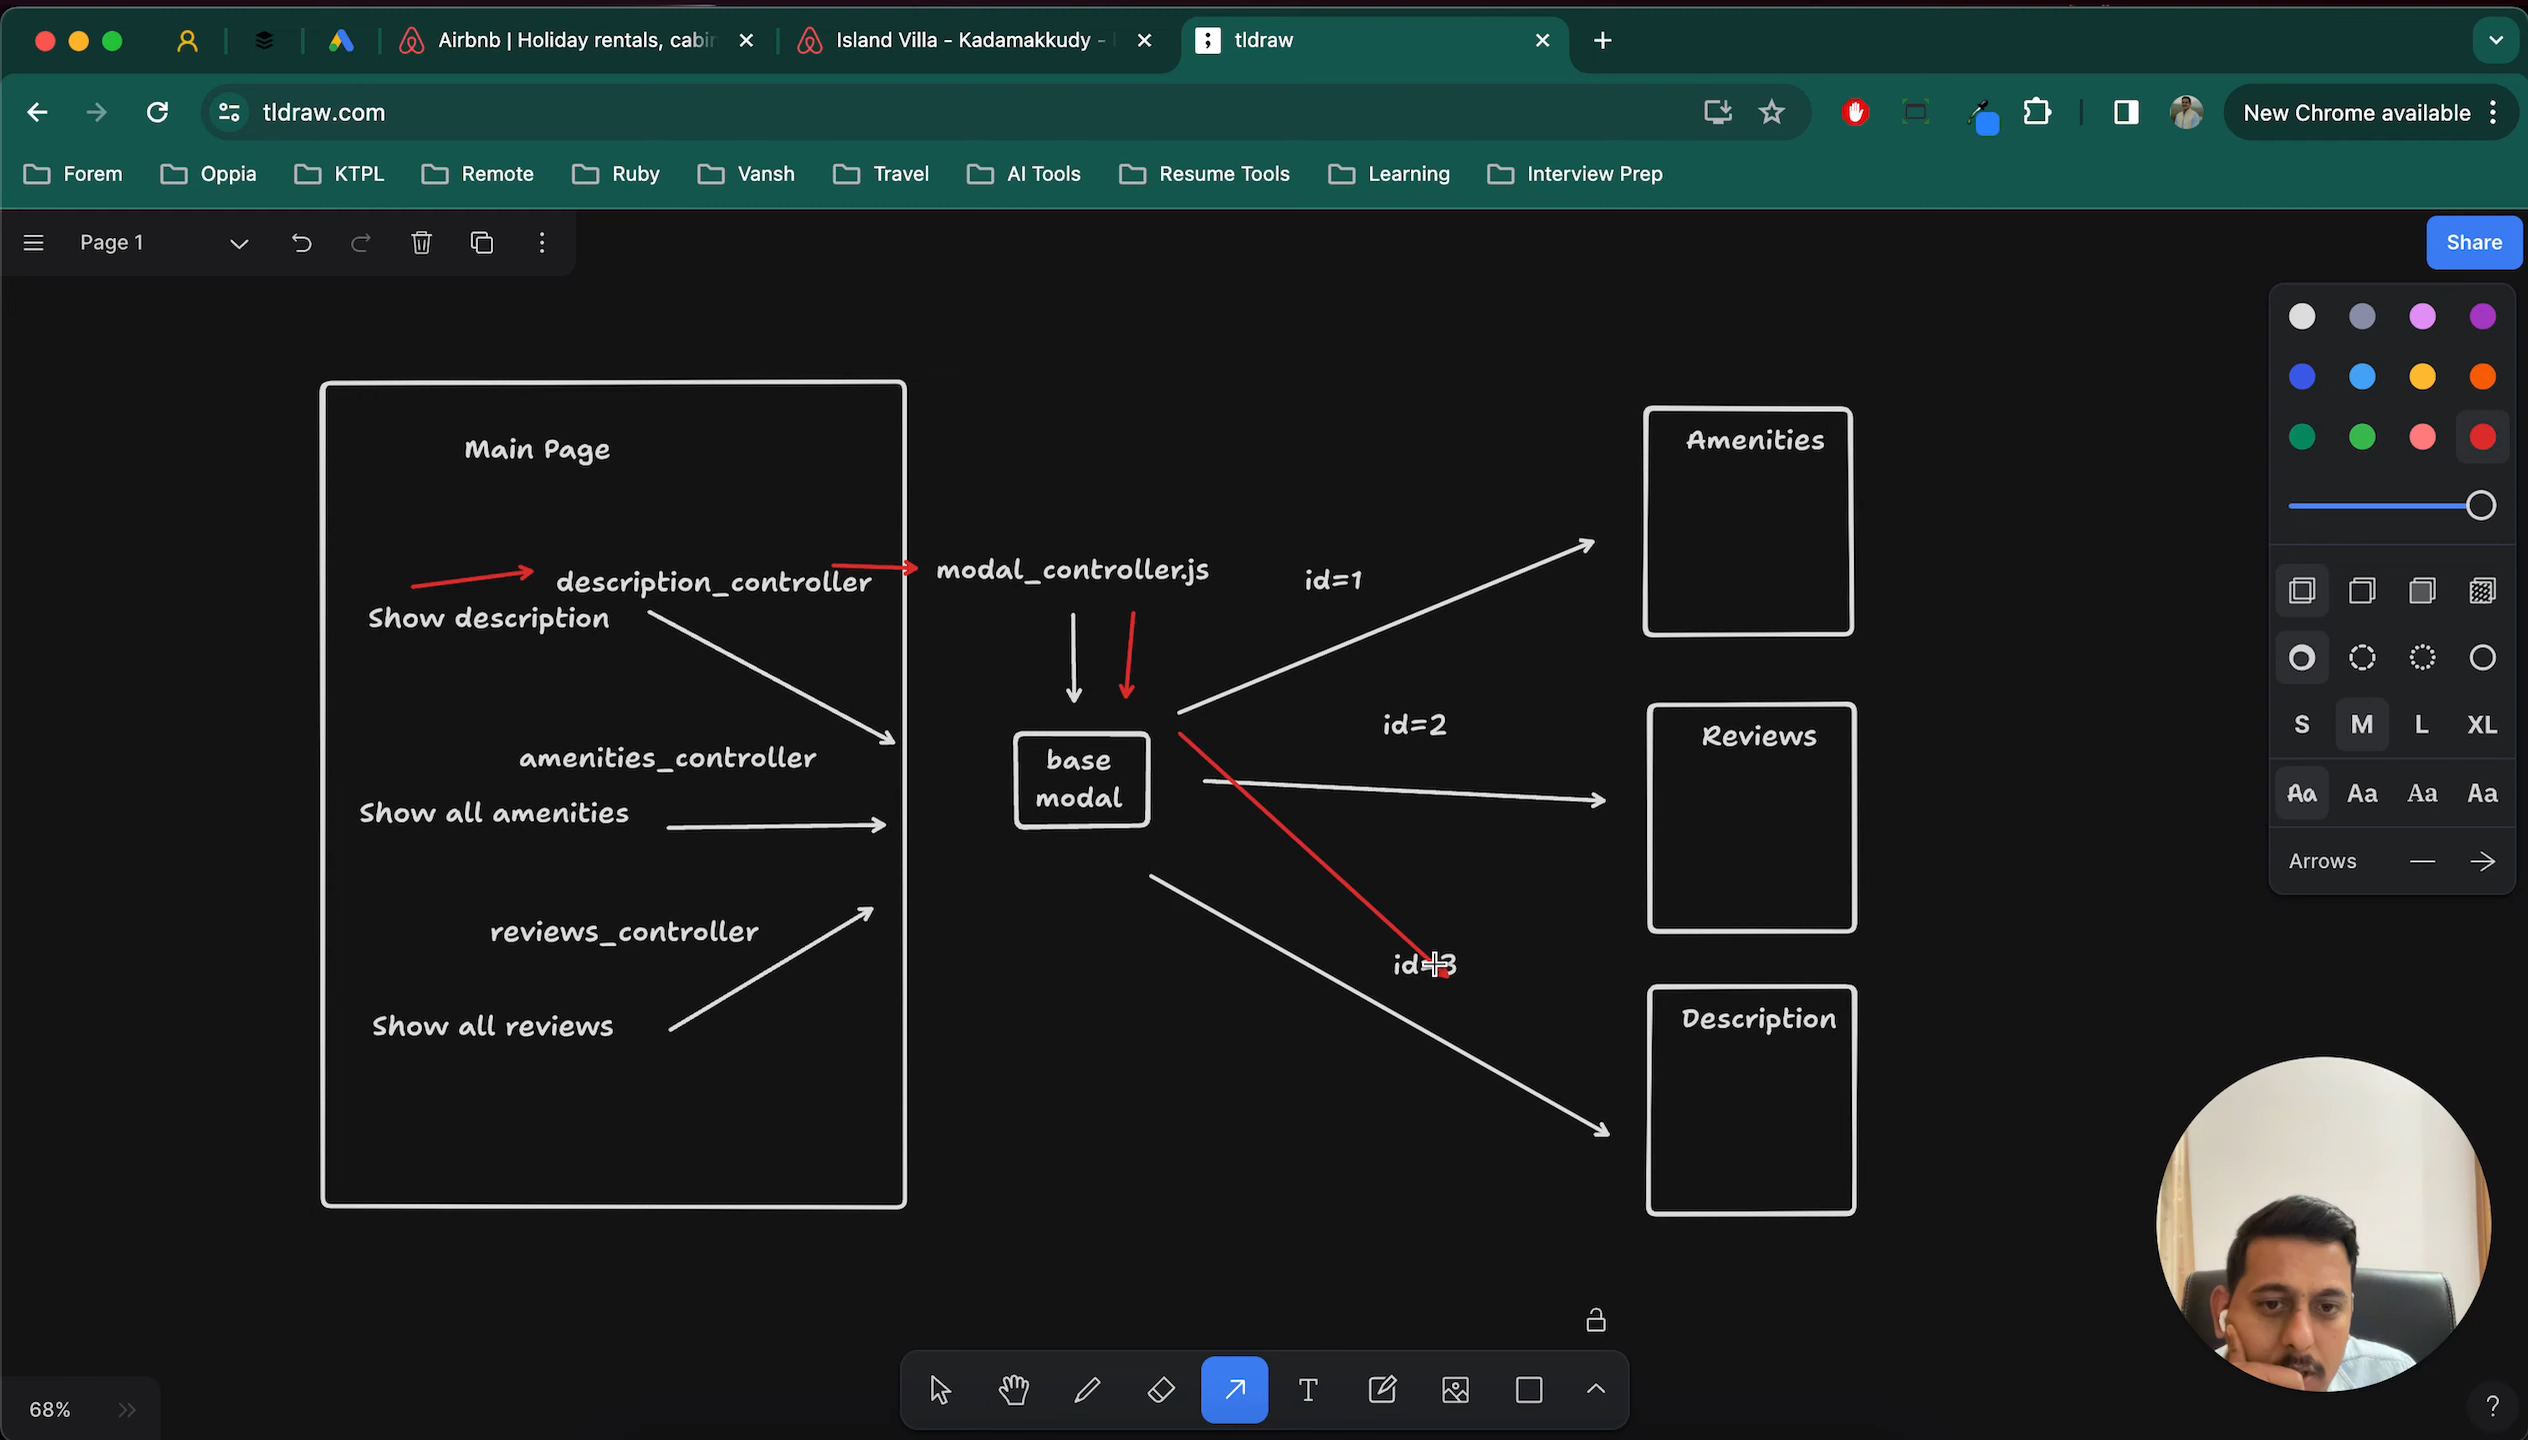 Airbnb | Holiday rentals, cabi
Island Villa - Kadamakkudy -
tldraw
tldraw.com
New Chrome available
Forem
Oppia
KTPL
Remote
Ruby
Vansh
Travel
AI Tools
Resume Tools
Learning
Interview Prep
Page 1
Share
Main Page
description_controller
Show description
modal_controller.js
amenities_controller
Show all amenities
reviews_controller
Show all reviews
base
modal
id=1
id=2
id=3
Amenities
Reviews
Description
S M L XL
Aa Aa Aa Aa
Arrows
T
68%
?